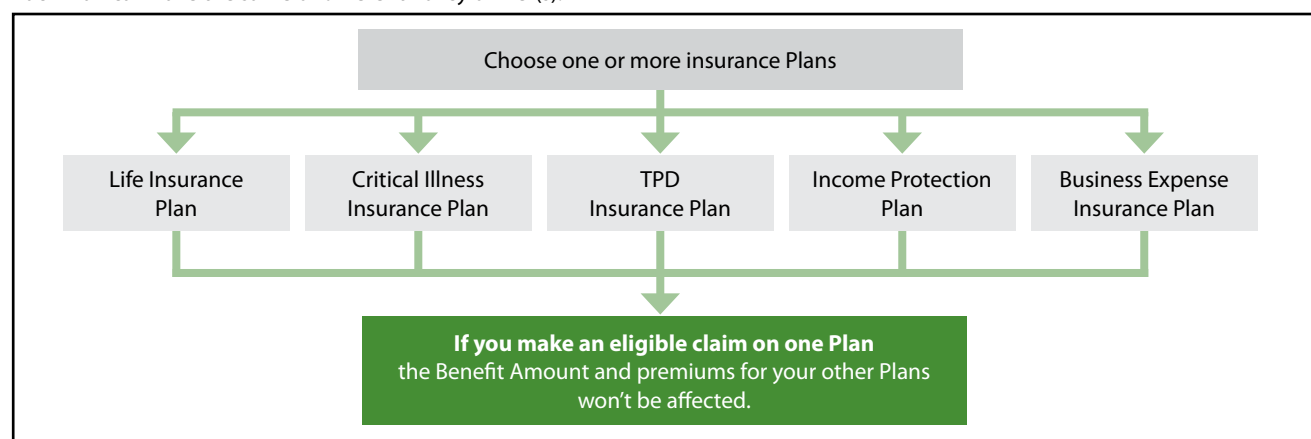 Choose one or more insurance Plans
Life Insurance
Plan
Critical Illness
Insurance Plan
TPD
Insurance Plan
Income Protection
Plan
Business Expense
Insurance Plan
If you make an eligible claim on one Plan
the Benefit Amount and premiums for your other Plans
won't be affected.